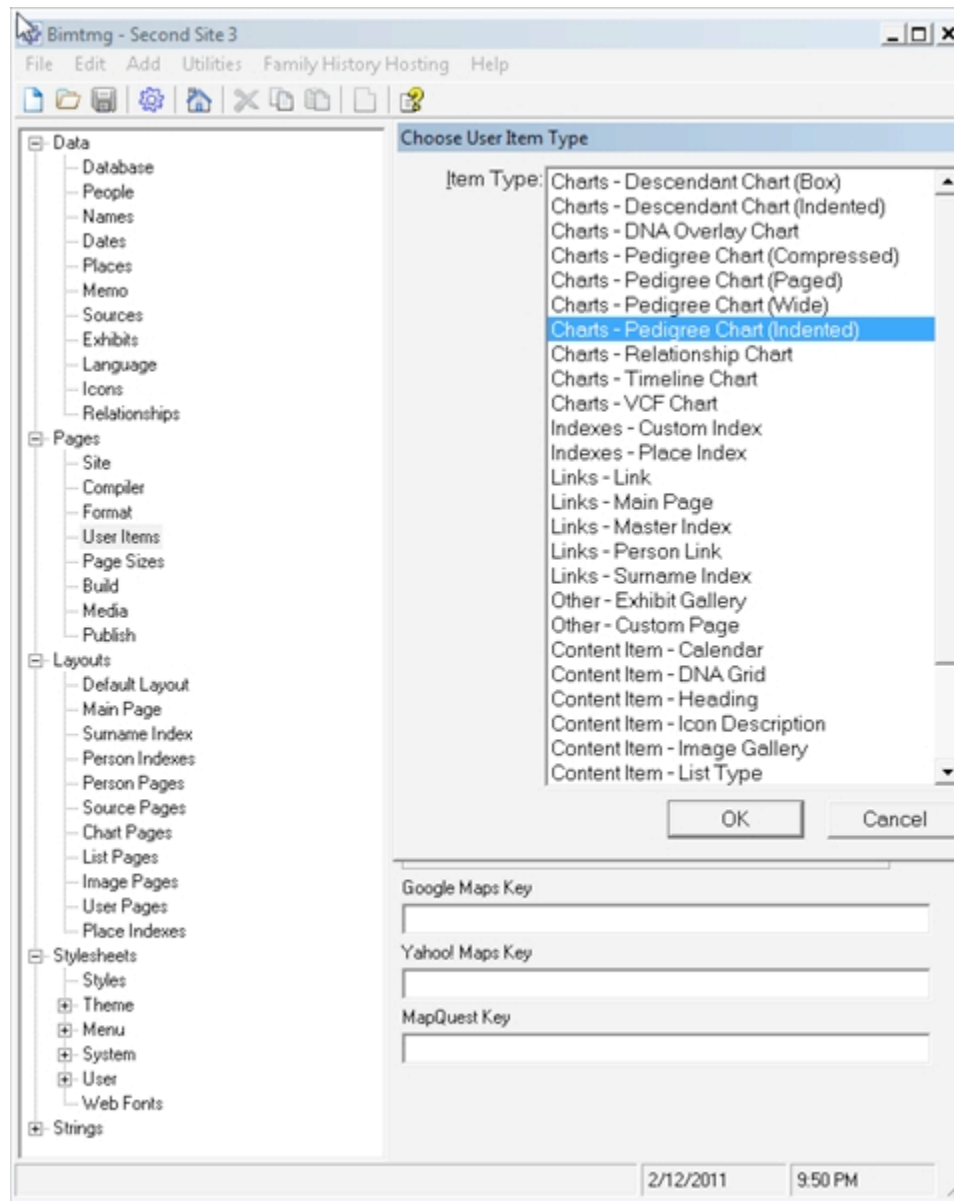 Bimtmg - Second Site 3
File Edit Add Utilities Family History Hosting Help
Data
Database
People
Names
Dates
Places
Memo
Sources
Exhibits
Language
Icons
Relationships
Pages
Site
Compiler
Format
User Items
Page Sizes
Build
Media
Publish
Layouts
Default Layout
Main Page
Surname Index
Person Indexes
Person Pages
Source Pages
Chart Pages
List Pages
Image Pages
User Pages
Place Indexes
Stylesheets
Styles
Theme
Menu
System
User
Web Fonts
Strings
Choose User Item Type
Item Type:
Charts - Descendant Chart (Box)
Charts - Descendant Chart (Indented)
Charts - DNA Overlay Chart
Charts - Pedigree Chart (Compressed)
Charts - Pedigree Chart (Paged)
Charts - Pedigree Chart (Wide)
Charts - Pedigree Chart (Indented)
Charts - Relationship Chart
Charts - Timeline Chart
Charts - VCF Chart
Indexes - Custom Index
Indexes - Place Index
Links - Link
Links - Main Page
Links - Master Index
Links - Person Link
Links - Surname Index
Other - Exhibit Gallery
Other - Custom Page
Content Item - Calendar
Content Item - DNA Grid
Content Item - Heading
Content Item - Icon Description
Content Item - Image Gallery
Content Item - List Type
OK Cancel
Google Maps Key
Yahoo! Maps Key
MapQuest Key
2/12/2011 9:50 PM